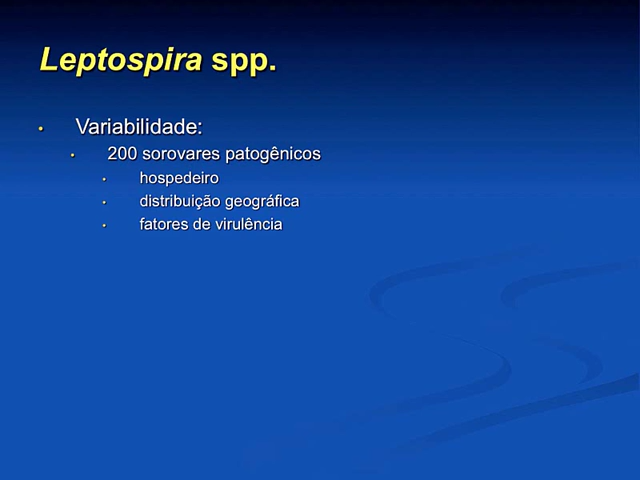 Leptospira spp.
• Variabilidade:
• 200 sorovares patogênicos
• hospedeiro
• distribuição geográfica
• fatores de virulência